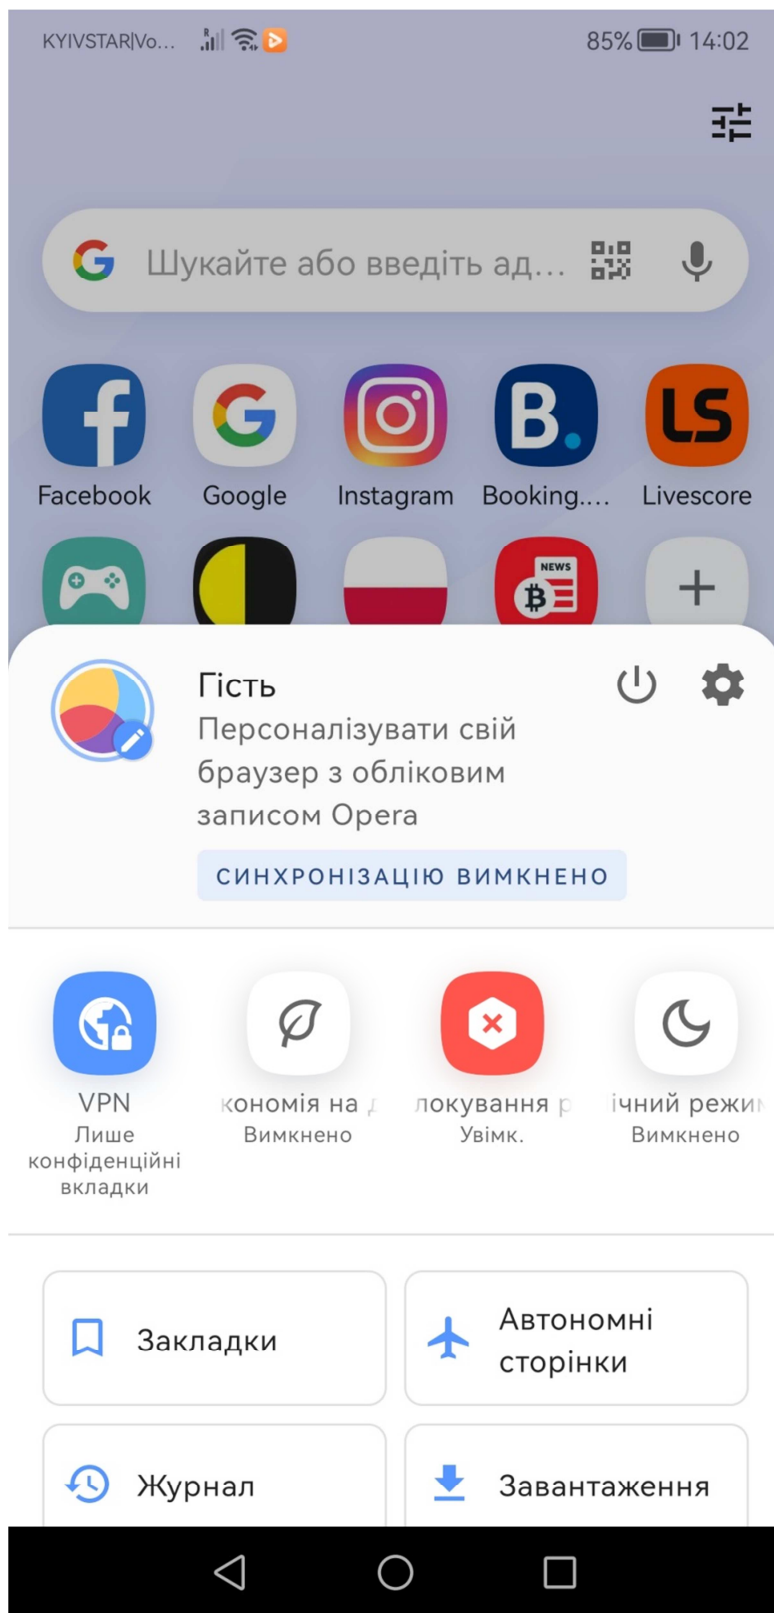 KYIVSTAR|Vo... R 85% 14:02
Шукайте або введіть ад...
Facebook Google Instagram Booking.... Livescore
NEWS
Гість
Персоналізувати свій
браузер з обліковим
записом Opera
СИНХРОНІЗАЦІЮ ВИМКНЕНО
VPN кономія на д локування р ічний режим
Лише Вимкнено Увімк. Вимкнено
конфіденційні
вкладки
Закладки
Автономні
сторінки
Журнал
Завантаження